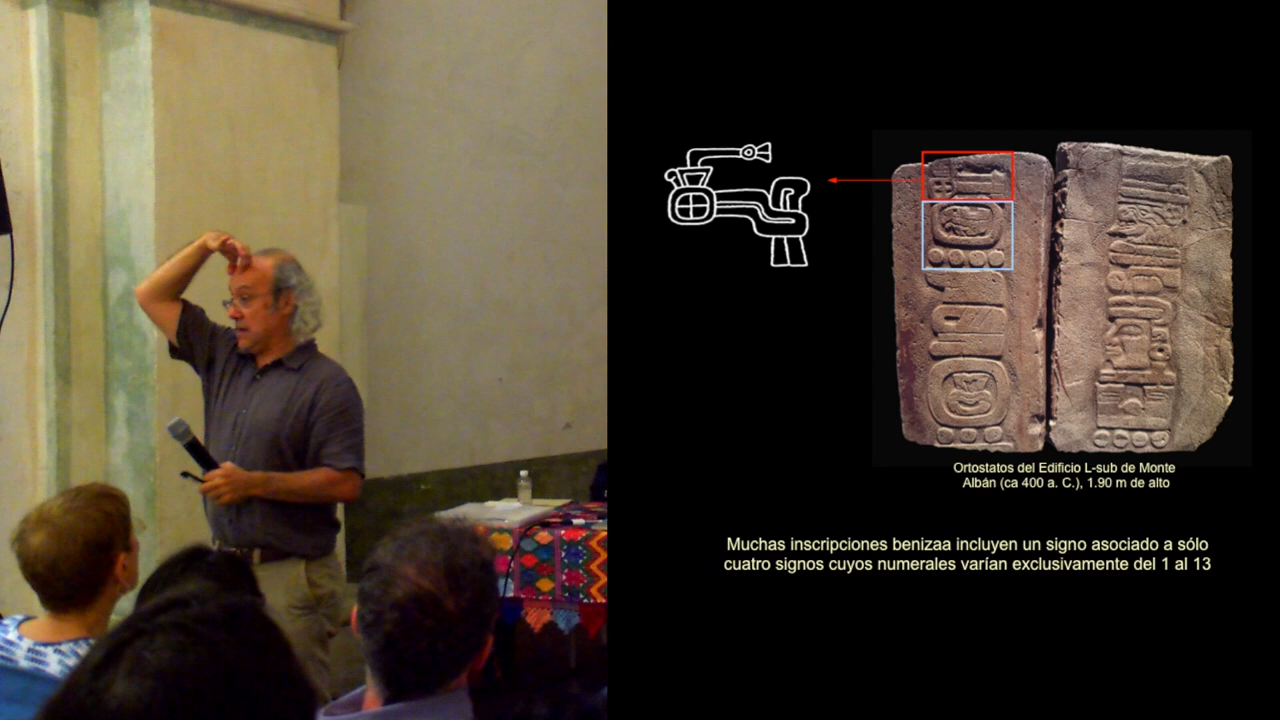 Ortostatos del Edificio L-sub de Monte
Albán (ca 400 a. C.), 1.90 m de alto
Muchas inscripciones benizaa incluyen un signo asociado a sólo
cuatro signos cuyos numerales varían exclusivamente del 1 al 13